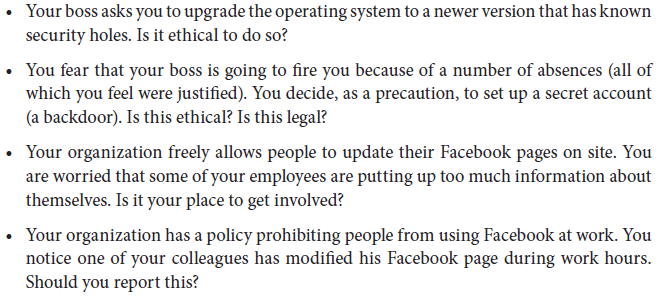 • Your boss asks you to upgrade the operating system to a newer version that has known
security holes. Is it ethical to do so?
• You fear that your boss is going to fire you because of a number of absences (all of
which you feel were justified). You decide, as a precaution, to set up a secret account
(a backdoor). Is this ethical? Is this legal?
• Your organization freely allows people to update their Facebook pages on site. You
are worried that some of your employees are putting up too much information about
themselves. Is it your place to get involved?
• Your organization has a policy prohibiting people from using Facebook at work. You
notice one of your colleagues has modified his Facebook page during work hours.
Should you report this?